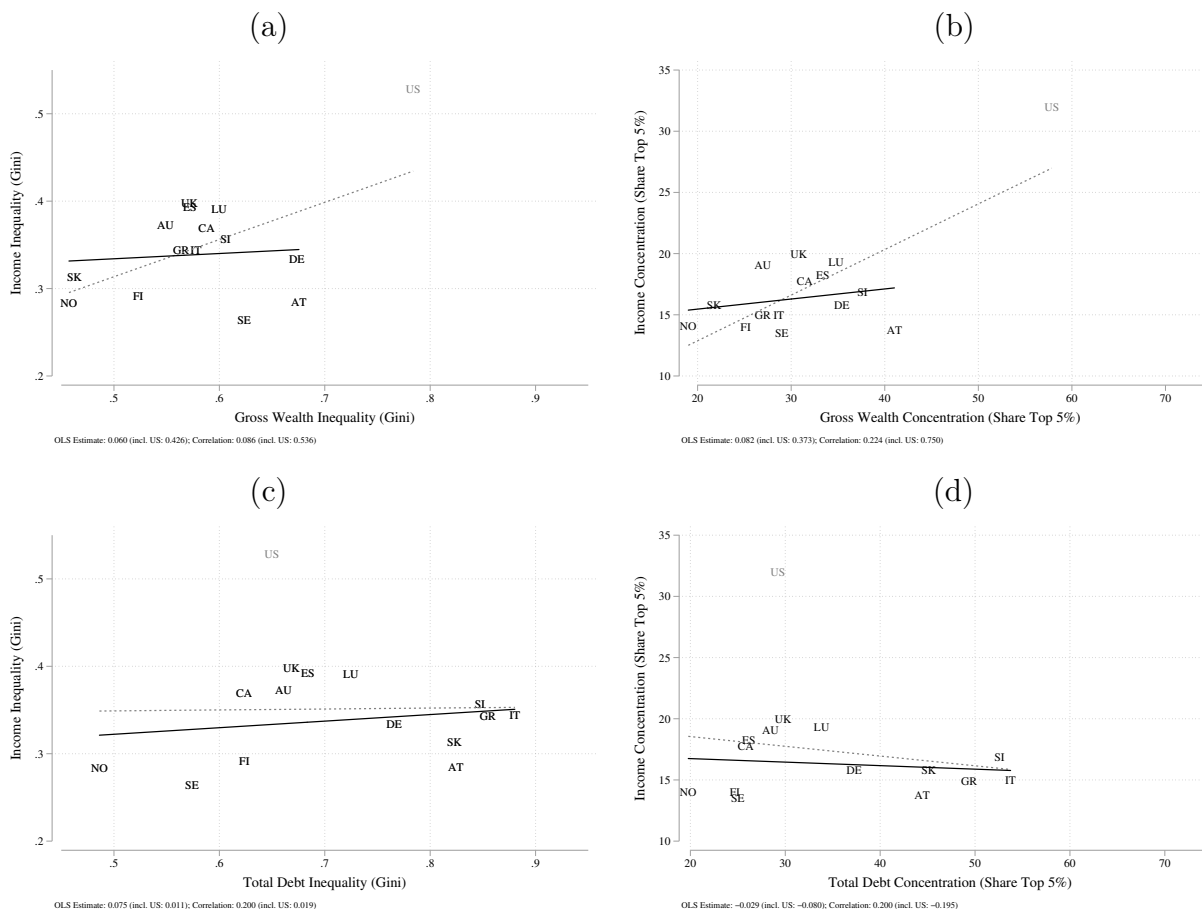 (a)
Income Inequality (Gini)
.5
.4
.3
.2
US
UK
ES
LU
AU
CA
SI
GR IT
DE
SK
FI
NO
AT
SE
.5 .6 .7 .8 .9
Gross Wealth Inequality (Gini)
OLS Estimate: 0.060 (incl. US: 0.426); Correlation: 0.086 (incl. US: 0.536)
(b)
Income Concentration (Share Top 5%)
35
30
25
20
15
10
US
UK
AU
LU
ES
CA
SI
SK
DE
GR IT
NO
FI
SE
AT
20 30 40 50 60 70
Gross Wealth Concentration (Share Top 5%)
OLS Estimate: 0.082 (incl. US: 0.373); Correlation: 0.224 (incl. US: 0.750)
(c)
Income Inequality (Gini)
.5
.4
.3
.2
US
UK
ES
LU
CA
AU
SI
GR
IT
DE
SK
FI
NO
AT
SE
.5 .6 .7 .8 .9
Total Debt Inequality (Gini)
OLS Estimate: 0.075 (incl. US: 0.011); Correlation: 0.200 (incl. US: 0.019)
(d)
Income Concentration (Share Top 5%)
35
30
25
20
15
10
US
UK
AU
LU
ES
CA
SI
DE
SK
GR
IT
NO
FI
SE
AT
20 30 40 50 60 70
Total Debt Concentration (Share Top 5%)
OLS Estimate: −0.029 (incl. US: −0.080); Correlation: 0.200 (incl. US: −0.195)